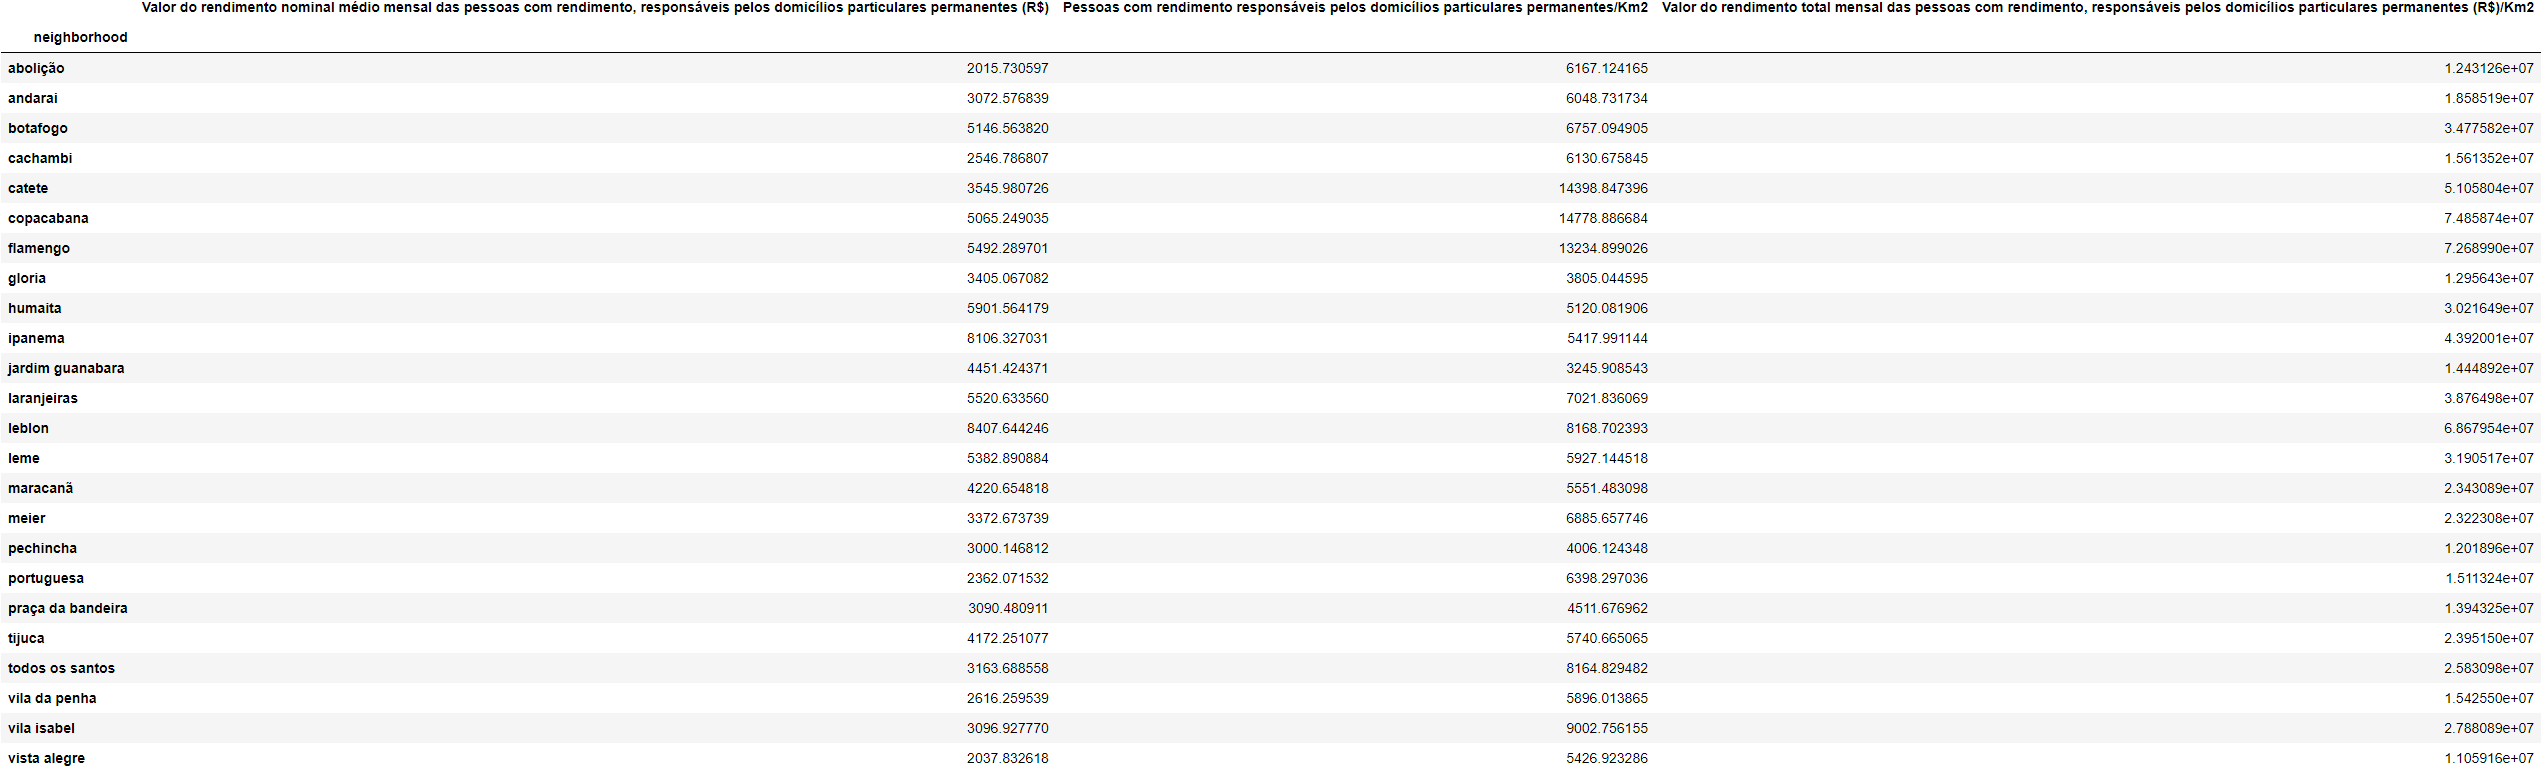 Valor do rendimento nominal médio mensal das pessoas com rendimento, responsáveis pelos domicílios particulares permanentes (R$) Pessoas com rendimento responsáveis pelos domicílios particulares permanentes/Km2 Valor do rendimento total mensal das pessoas com rendimento, responsáveis pelos domicílios particulares permanentes (R$)/Km2
neighborhood
abolição 2015.730597 6167.124165 1.243126e+07
andarai 3072.576839 6048.731734 1.858519e+07
botafogo 5146.563820 6757.094905 3.477582e+07
cachambi 2546.786807 6130.675845 1.561352e+07
catete 3545.980726 14398.847396 5.105804e+07
copacabana 5065.249035 14778.886684 7.485874e+07
flamengo 5492.289701 13234.899026 7.268990e+07
gloria 3405.067082 3805.044595 1.295643e+07
humaita 5901.564179 5120.081906 3.021649e+07
ipanema 8106.327031 5417.991144 4.392001e+07
jardim guanabara 4451.424371 3245.908543 1.444892e+07
laranjeiras 5520.633560 7021.836069 3.876498e+07
leblon 8407.644246 8168.702393 6.867954e+07
leme 5382.890884 5927.144518 3.190517e+07
maracanã 4220.654818 5551.483098 2.343089e+07
meier 3372.673739 6885.657746 2.322308e+07
pechincha 3000.146812 4006.124348 1.201896e+07
portuguesa 2362.071532 6398.297036 1.511324e+07
praça da bandeira 3090.480911 4511.676962 1.394325e+07
tijuca 4172.251077 5740.665065 2.395150e+07
todos os santos 3163.688558 8164.829482 2.583098e+07
vila da penha 2616.259539 5896.013865 1.542550e+07
vila isabel 3096.927770 9002.756155 2.788089e+07
vista alegre 2037.832618 5426.923286 1.105916e+07